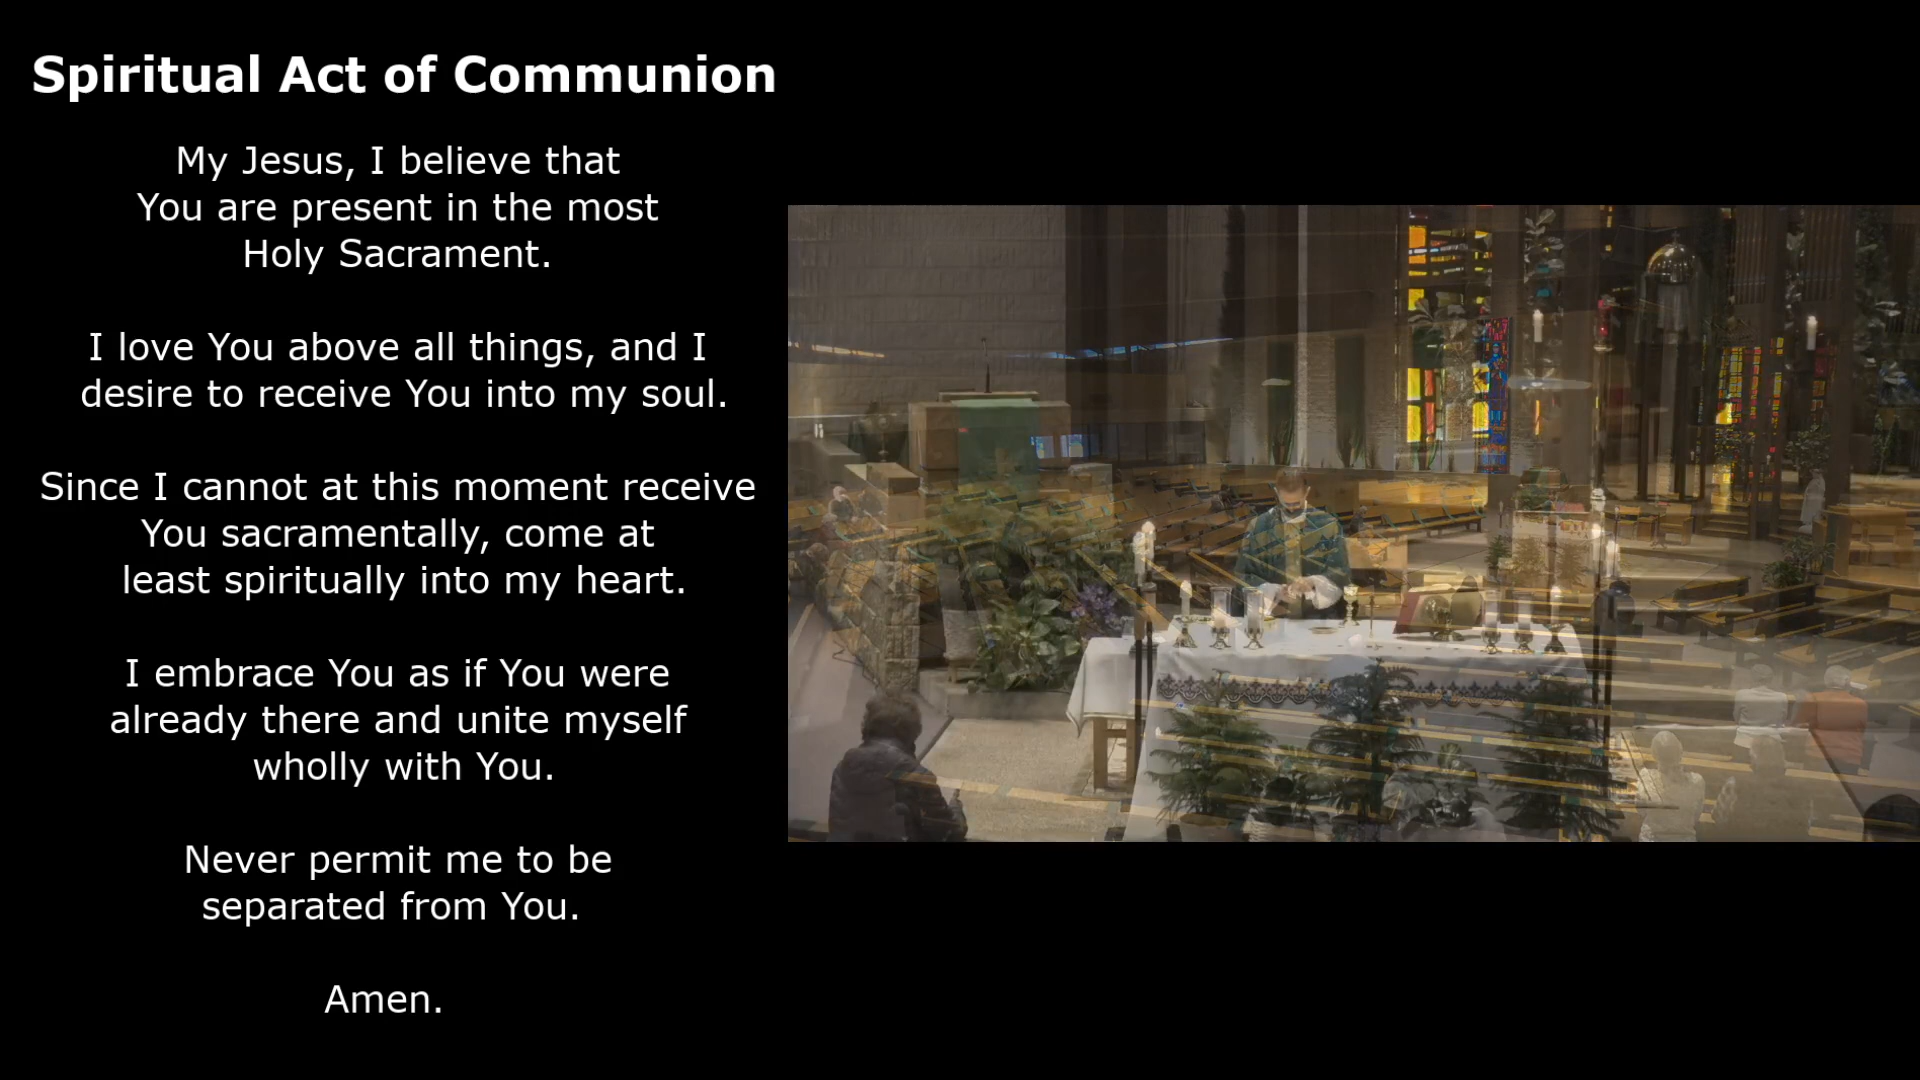 Spiritual Act of Communion
My Jesus, I believe that
You are present in the most
Holy Sacrament.
I love You above all things, and I
desire to receive You into my soul.
Since I cannot at this moment receive
You sacramentally, come at
least spiritually into my heart.
I embrace You as if You were
already there and unite myself
wholly with You.
Never permit me to be
separated from You.
Amen.